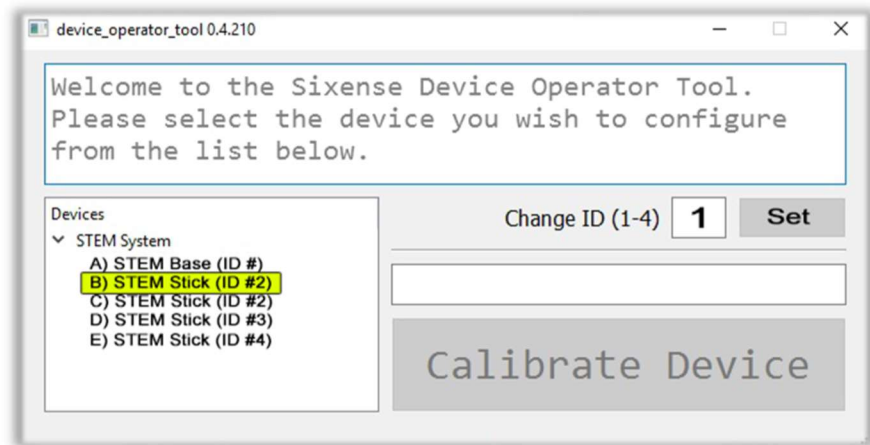 device_operator_tool 0.4.210
Welcome to the Sixense Device Operator Tool.
Please select the device you wish to configure
from the list below.
Devices
STEM System
A) STEM Base (ID #)
B) STEM Stick (ID #2)
C) STEM Stick (ID #2)
D) STEM Stick (ID #3)
E) STEM Stick (ID #4)
Change ID (1-4) 1 Set
Calibrate Device